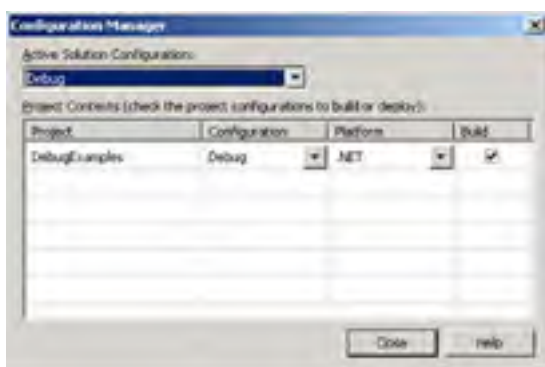 Configuration Manager
Active Solution Configuration:
Debug
Project Contents (check the project configurations to build or deploy):
Project Configuration Platform Build
DebugExamples Debug .NET
Close Help